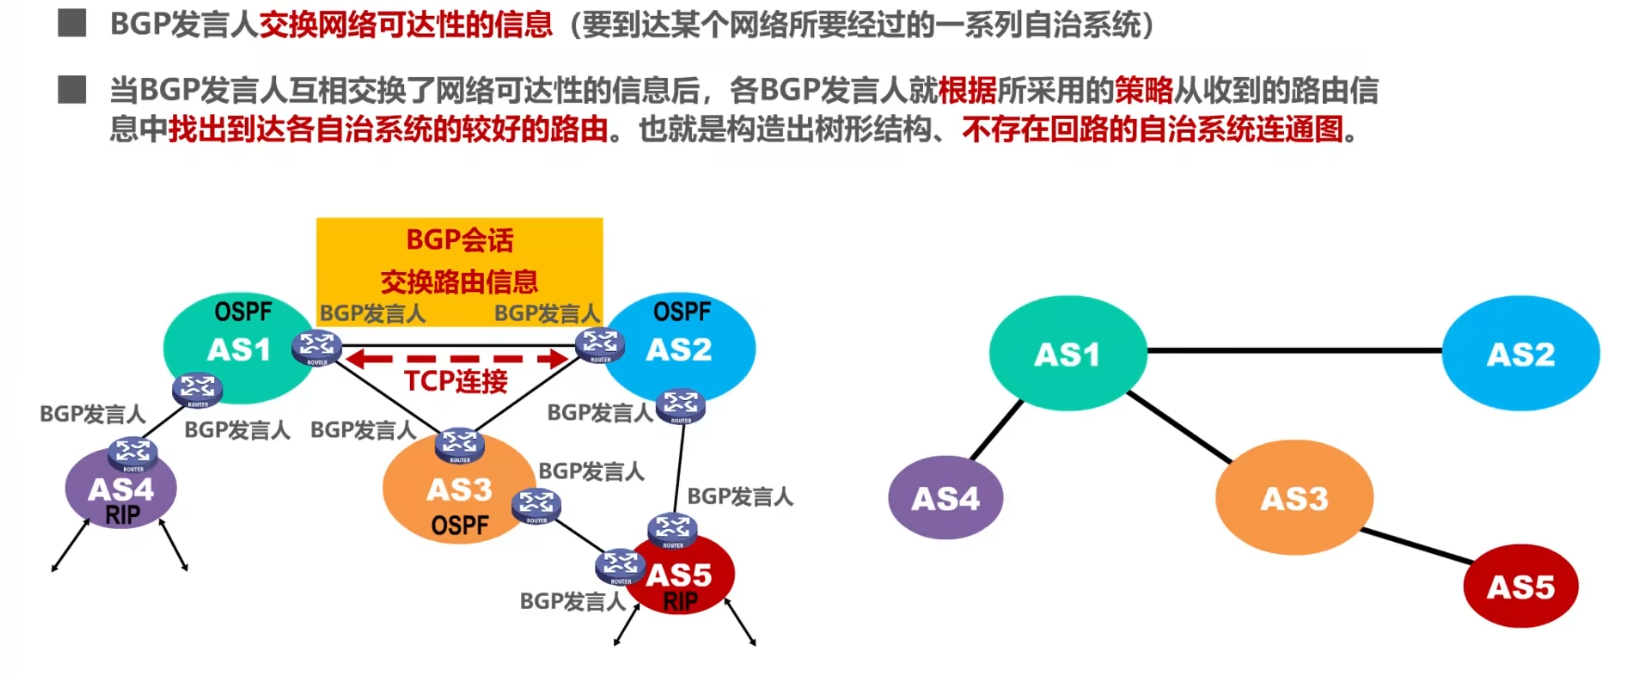 BGP发言人交换网络可达性的信息（要到达某个网络所要经过的一系列自治系统）
当BGP发言人互相交换了网络可达性的信息后，各BGP发言人就根据所采用的策略从收到的路由信
息中找出到达各自治系统的较好的路由。也就是构造出树形结构、不存在回路的自治系统连通图。
BGP会话
交换路由信息
BGP发言人
BGP发言人
OSPF
AS1
ROUTER
ROUTER
OSPF
AS2
TCP连接
ROUTER
BGP发言人
BGP发言人
BGP发言人
BGP发言人
ROUTER
ROUTER
ROUTER
AS4
RIP
AS3
OSPF
BGP发言人
ROUTER
BGP发言人
ROUTER
ROUTER
AS5
RIP
BGP发言人
AS1
AS2
AS4
AS3
AS5